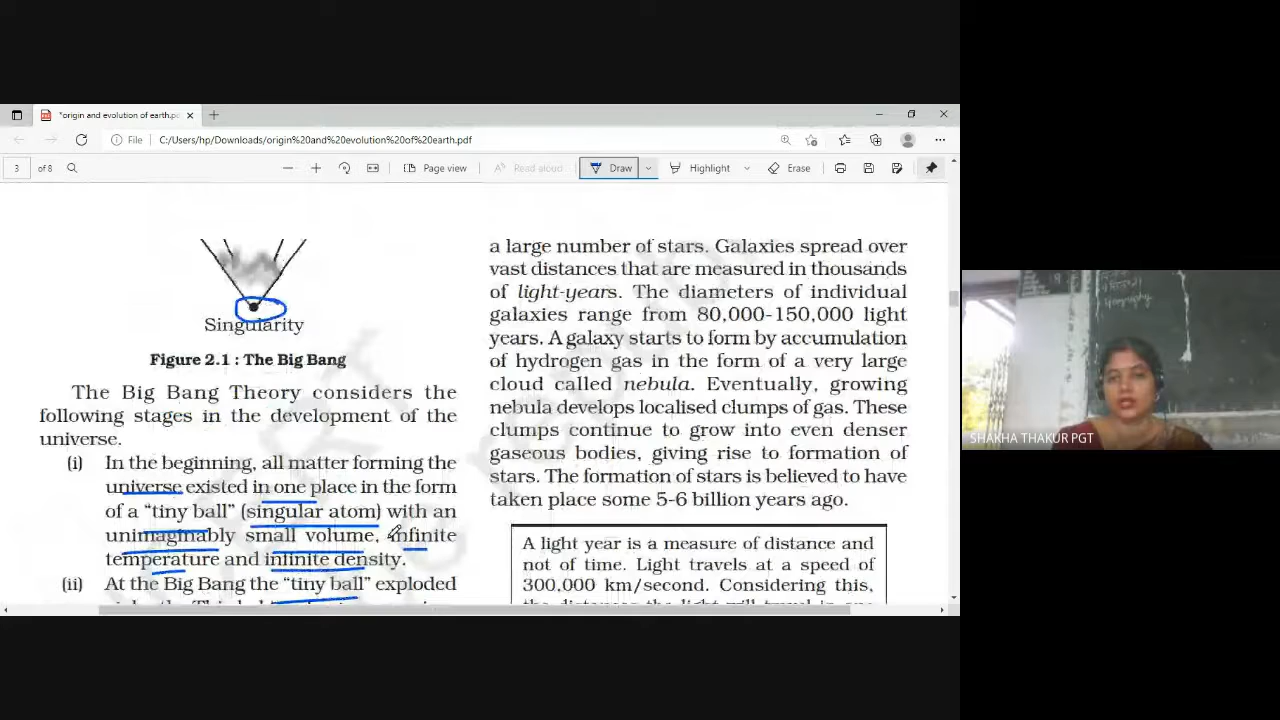 *origin and evolution of earth.p
File
C:/Users/hp/Downloads/origin%20and%20evolution%20of%20earth.pdf
3 of 8
Page view
Read aloud
Draw
Highlight
Erase
Singularity
Figure 2.1 : The Big Bang
The Big Bang Theory considers the
following stages in the development of the
universe.
(i) In the beginning, all matter forming the
universe existed in one place in the form
of a “tiny ball” (singular atom) with an
unimaginably small volume, infinite
temperature and infinite density.
(ii) At the Big Bang the “tiny ball” exploded
a large number of stars. Galaxies spread over
vast distances that are measured in thousands
of light-years. The diameters of individual
galaxies range from 80,000-150,000 light
years. A galaxy starts to form by accumulation
of hydrogen gas in the form of a very large
cloud called nebula. Eventually, growing
nebula develops localised clumps of gas. These
clumps continue to grow into even denser
gaseous bodies, giving rise to formation of
stars. The formation of stars is believed to have
taken place some 5-6 billion years ago.
A light year is a measure of distance and
not of time. Light travels at a speed of
300,000 km/second. Considering this,
the distances the light will travel in one
SHAKHA THAKUR PGT